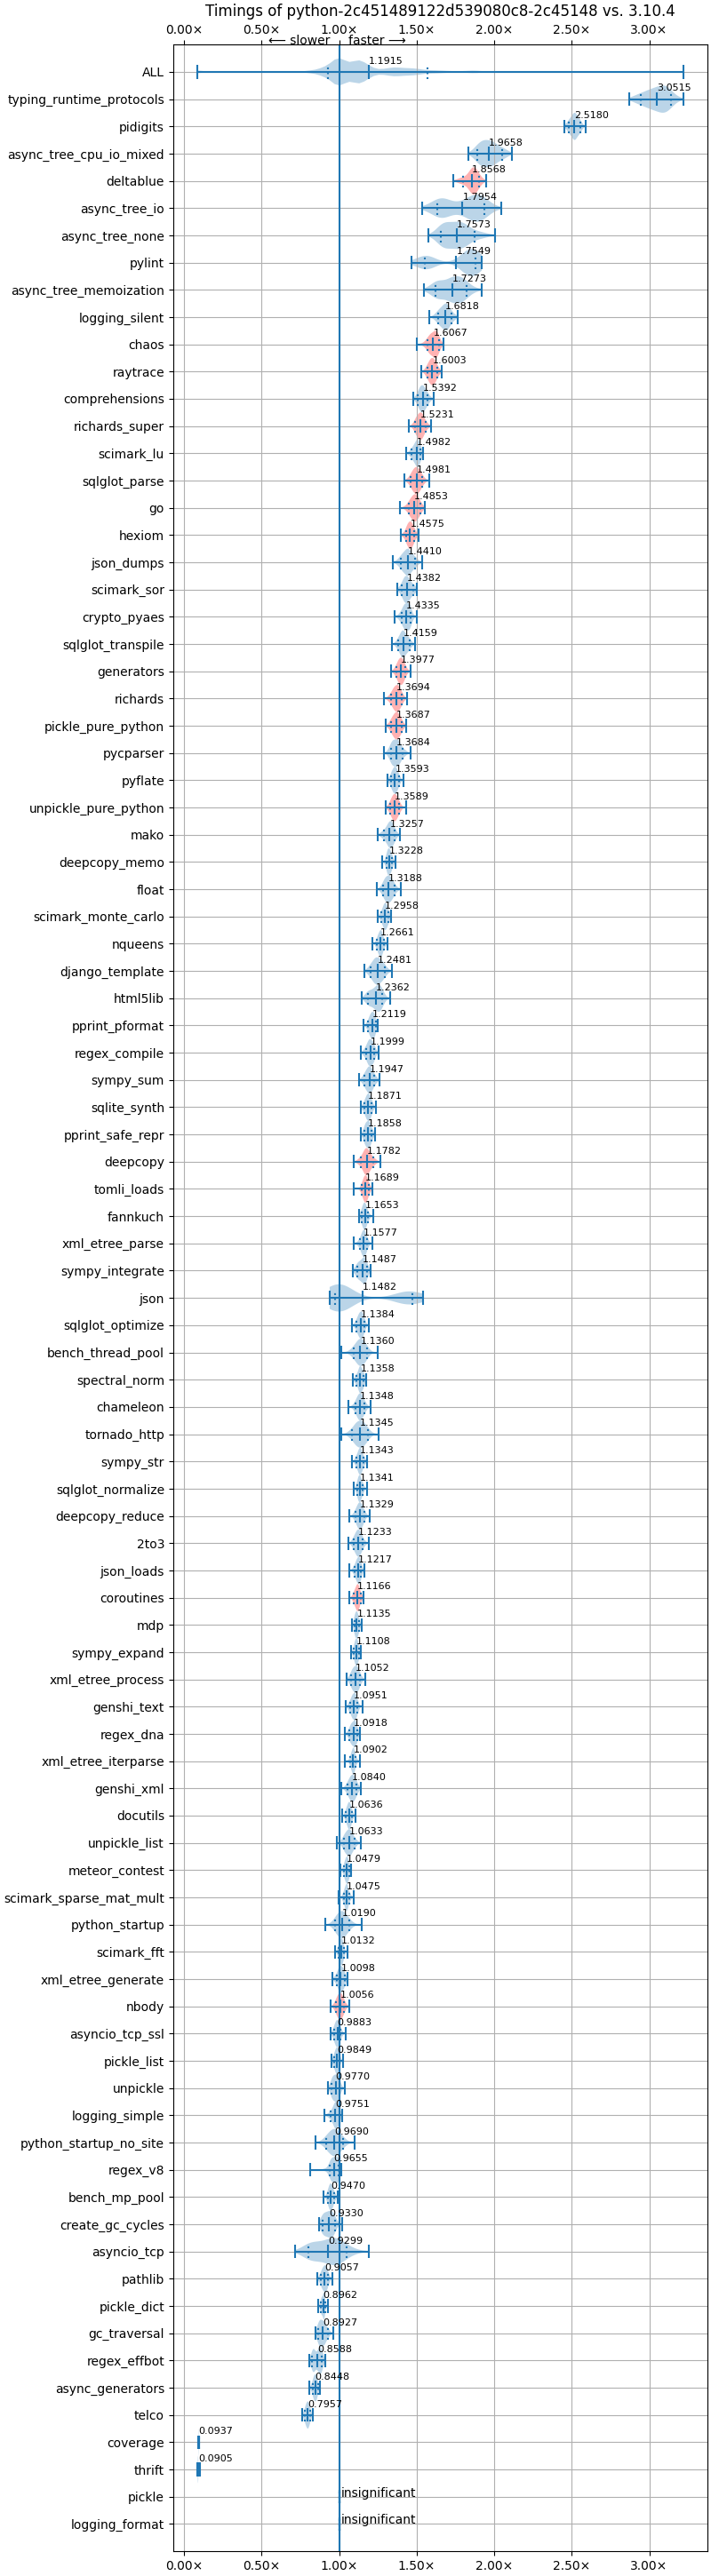 Timings of python-2c451489122d539080c8-2c45148 vs. 3.10.4
0.00× 0.50× 1.00× 1.50× 2.00× 2.50× 3.00×
⟵ slower faster ⟶
ALL 1.1915
typing_runtime_protocols 3.0515
pidigits 2.5180
async_tree_cpu_io_mixed 1.9658
deltablue 1.8568
async_tree_io 1.7954
async_tree_none 1.7573
pylint 1.7549
async_tree_memoization 1.7273
logging_silent 1.6818
chaos 1.6067
raytrace 1.6003
comprehensions 1.5392
richards_super 1.5231
scimark_lu 1.4982
sqlglot_parse 1.4981
go 1.4853
hexiom 1.4575
json_dumps 1.4410
scimark_sor 1.4382
crypto_pyaes 1.4335
sqlglot_transpile 1.4159
generators 1.3977
richards 1.3694
pickle_pure_python 1.3687
pycparser 1.3684
pyflate 1.3593
unpickle_pure_python 1.3589
mako 1.3257
deepcopy_memo 1.3228
float 1.3188
scimark_monte_carlo 1.2958
nqueens 1.2661
django_template 1.2481
html5lib 1.2362
pprint_pformat 1.2119
regex_compile 1.1999
sympy_sum 1.1947
sqlite_synth 1.1871
pprint_safe_repr 1.1858
deepcopy 1.1782
tomli_loads 1.1689
fannkuch 1.1653
xml_etree_parse 1.1577
sympy_integrate 1.1487
json 1.1482
sqlglot_optimize 1.1384
bench_thread_pool 1.1360
spectral_norm 1.1358
chameleon 1.1348
tornado_http 1.1345
sympy_str 1.1343
sqlglot_normalize 1.1341
deepcopy_reduce 1.1329
2to3 1.1233
json_loads 1.1217
coroutines 1.1166
mdp 1.1135
sympy_expand 1.1108
xml_etree_process 1.1052
genshi_text 1.0951
regex_dna 1.0918
xml_etree_iterparse 1.0902
genshi_xml 1.0840
docutils 1.0636
unpickle_list 1.0633
meteor_contest 1.0479
scimark_sparse_mat_mult 1.0475
python_startup 1.0190
scimark_fft 1.0132
xml_etree_generate 1.0098
nbody 1.0056
asyncio_tcp_ssl 0.9883
pickle_list 0.9849
unpickle 0.9770
logging_simple 0.9751
python_startup_no_site 0.9690
regex_v8 0.9655
bench_mp_pool 0.9470
create_gc_cycles 0.9330
asyncio_tcp 0.9299
pathlib 0.9057
pickle_dict 0.8962
gc_traversal 0.8927
regex_effbot 0.8588
async_generators 0.8448
telco 0.7957
coverage 0.0937
thrift 0.0905
pickle insignificant
logging_format insignificant
0.00× 0.50× 1.00× 1.50× 2.00× 2.50× 3.00×